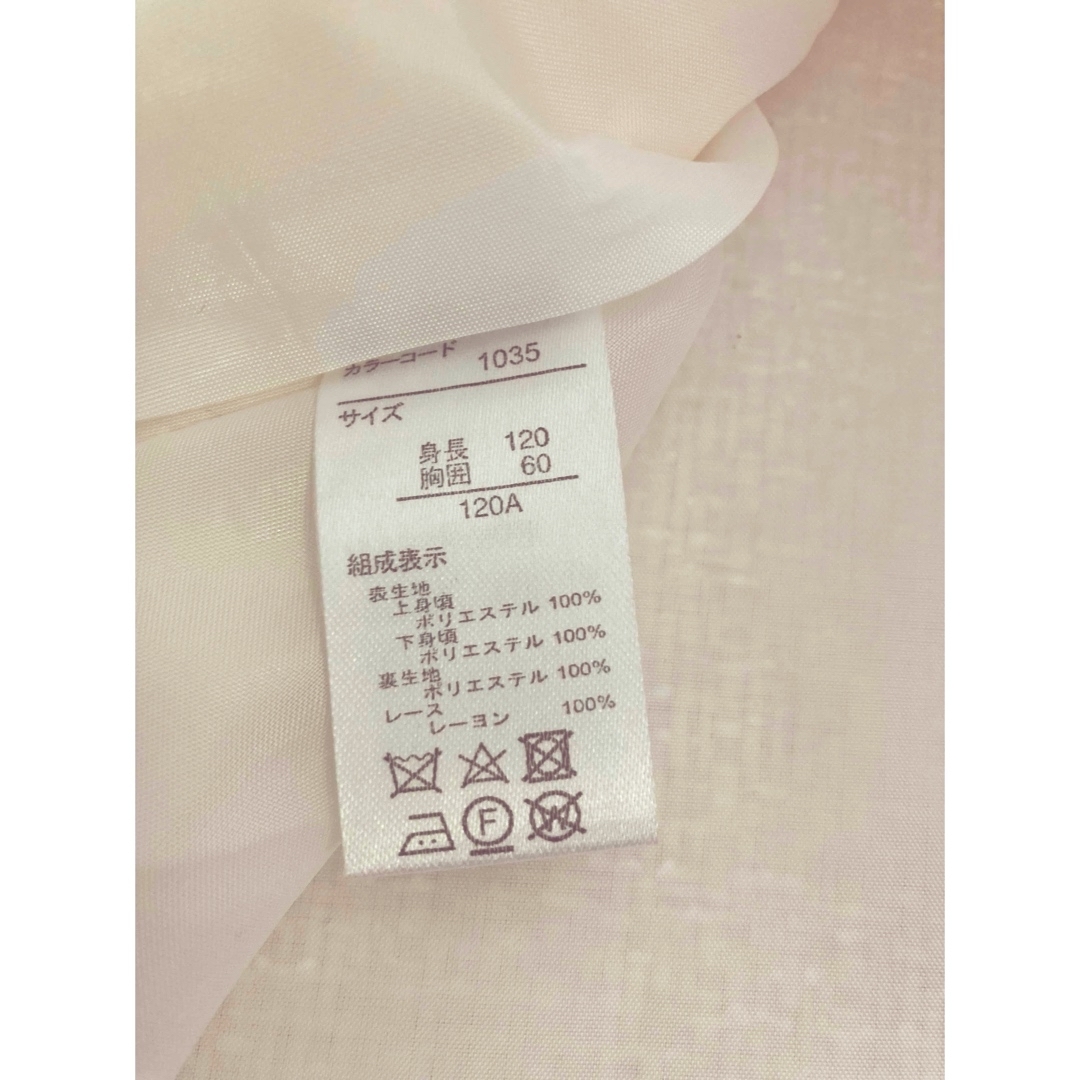 カラーコード 1035
サイズ
身長 120
胸囲 60
120A
組成表示
表生地
上身頃
ポリエステル 100%
下身頃
ポリエステル 100%
裏生地
ポリエステル 100%
レース
レーヨン 100%
F
W